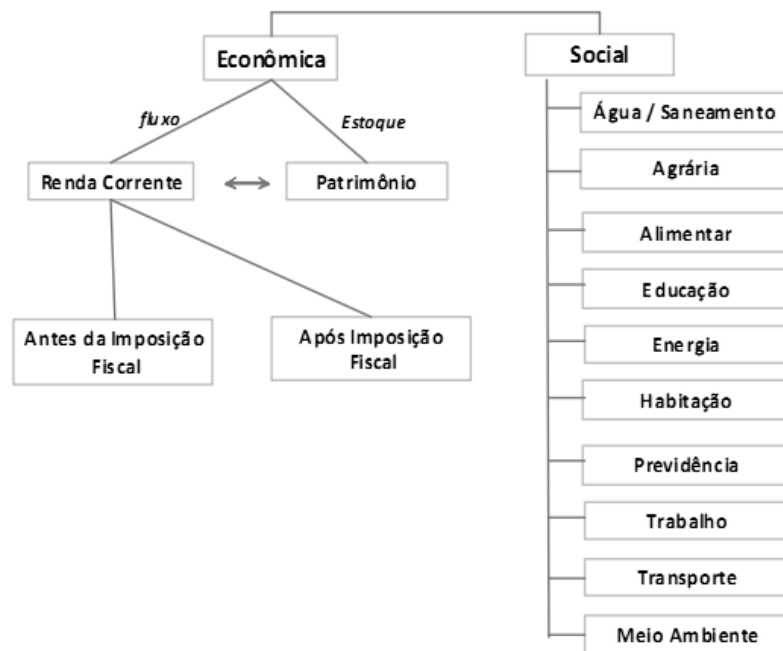 Econômica
Social
fluxo
Estoque
Água / Saneamento
Renda Corrente
Patrimônio
Agrária
Alimentar
Educação
Antes da Imposição
Fiscal
Após Imposição
Fiscal
Energia
Habitação
Previdência
Trabalho
Transporte
Meio Ambiente